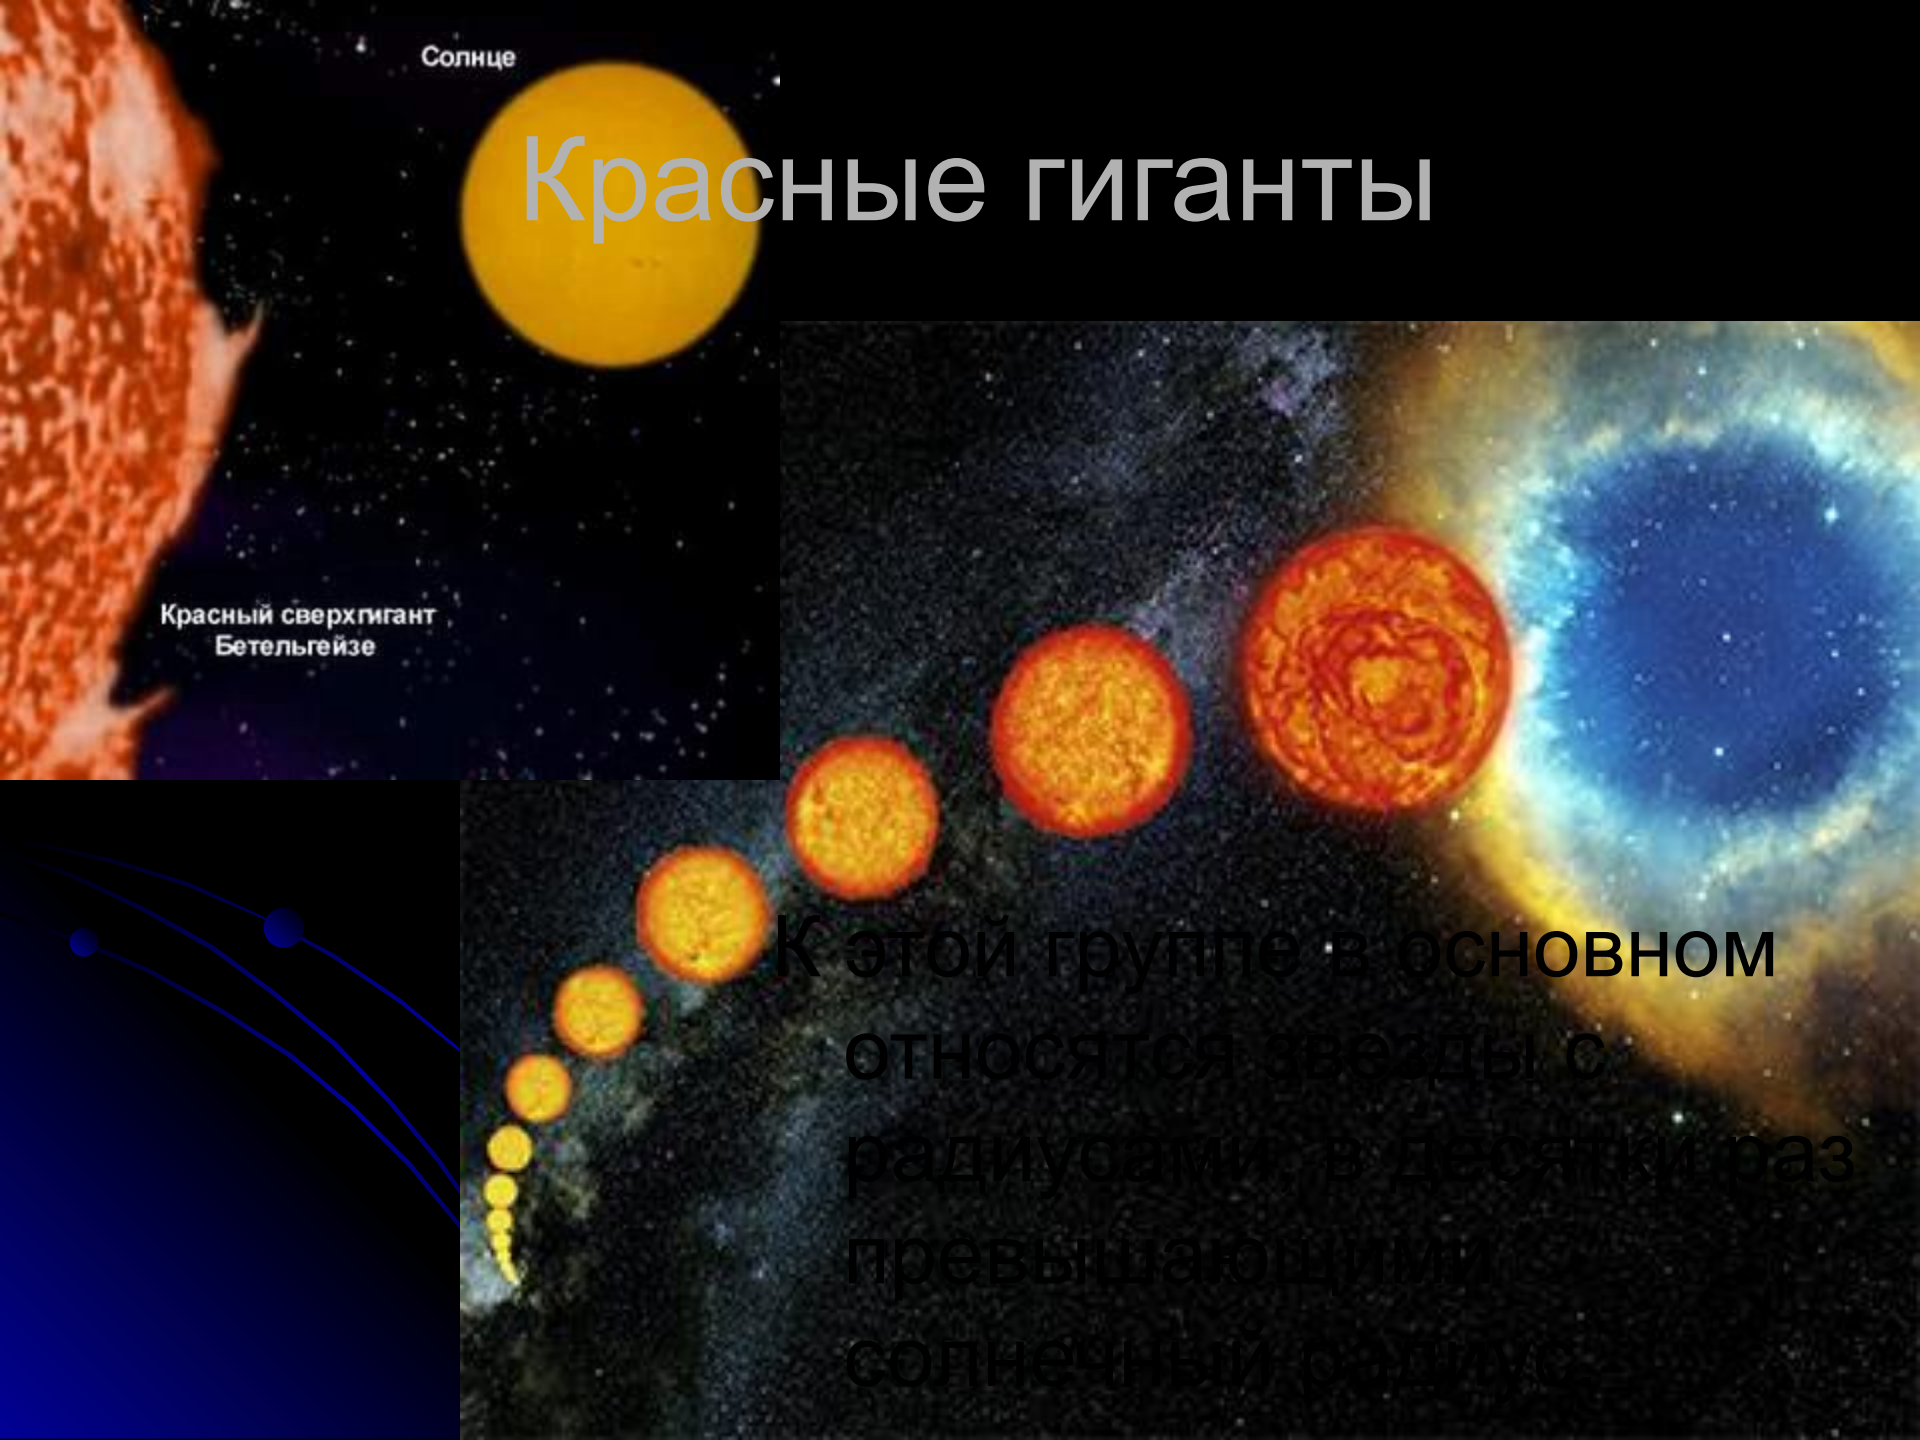 Солнце
Красные гиганты
Красный сверхгигант
Бетельгейзе
К этой группе в основном
относятся звезды с
радиусами, в десятки раз
превышающими
солнечный радиус